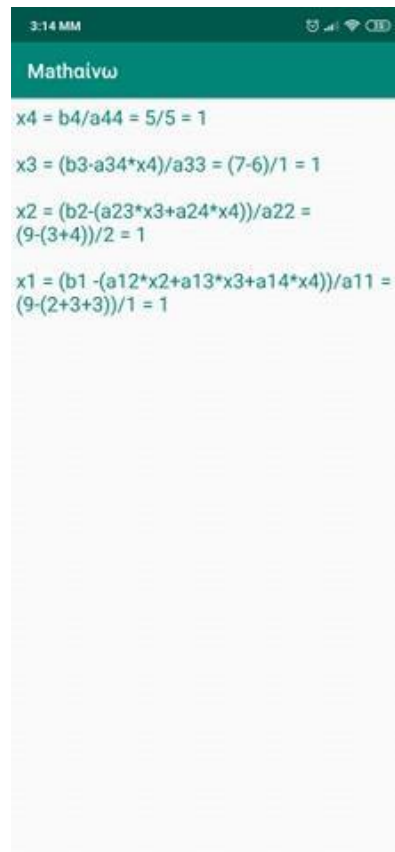 3:14 MM
Mathαίνω
x4 = b4/a44 = 5/5 = 1
x3 = (b3-a34*x4)/a33 = (7-6)/1 = 1
x2 = (b2-(a23*x3+a24*x4))/a22 =
(9-(3+4))/2 = 1
x1 = (b1 -(a12*x2+a13*x3+a14*x4))/a11 =
(9-(2+3+3))/1 = 1